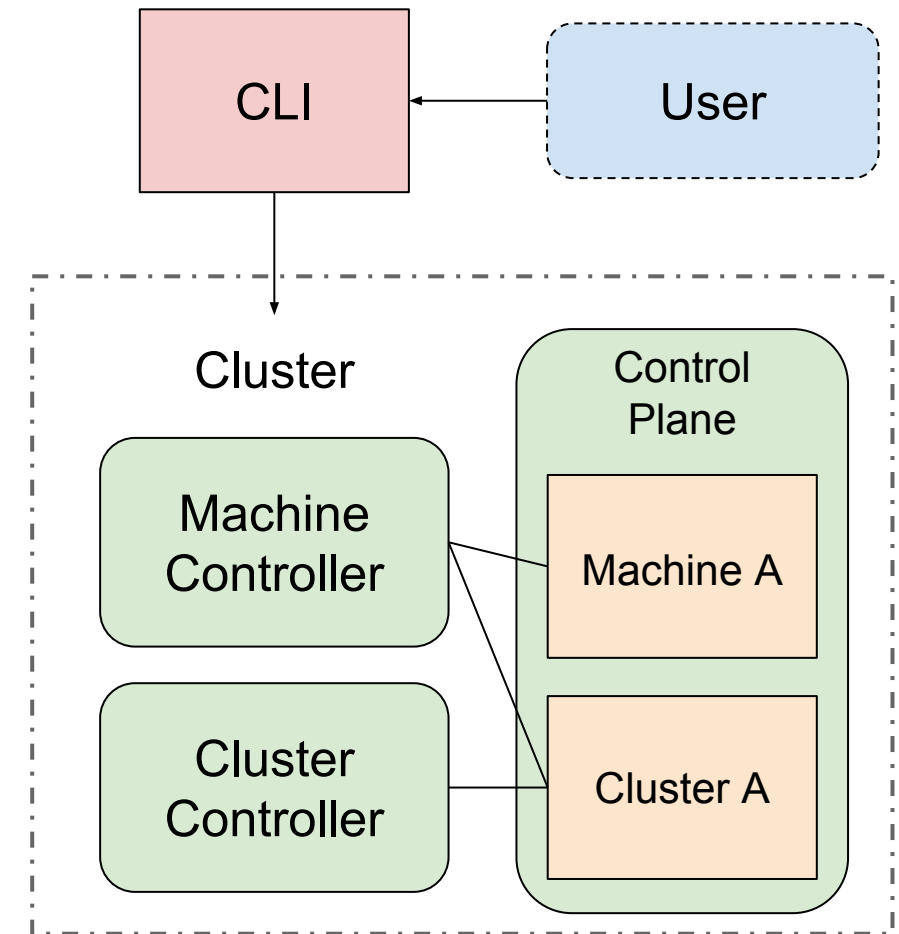 CLI
User
Cluster
Control
Plane
Machine
Controller
Machine A
Cluster
Controller
Cluster A